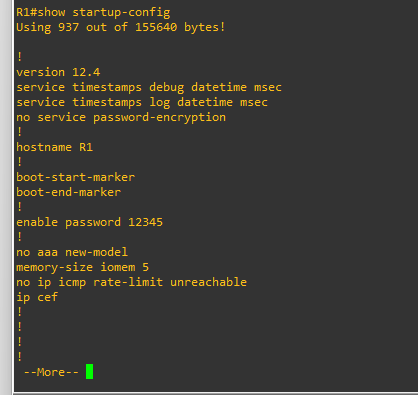 R1#show startup-config
Using 937 out of 155640 bytes!
!
version 12.4
service timestamps debug datetime msec
service timestamps log datetime msec
no service password-encryption
!
hostname R1
!
boot-start-marker
boot-end-marker
!
enable password 12345
!
no aaa new-model
memory-size iomem 5
no ip icmp rate-limit unreachable
ip cef
!
!
!
!
--More--